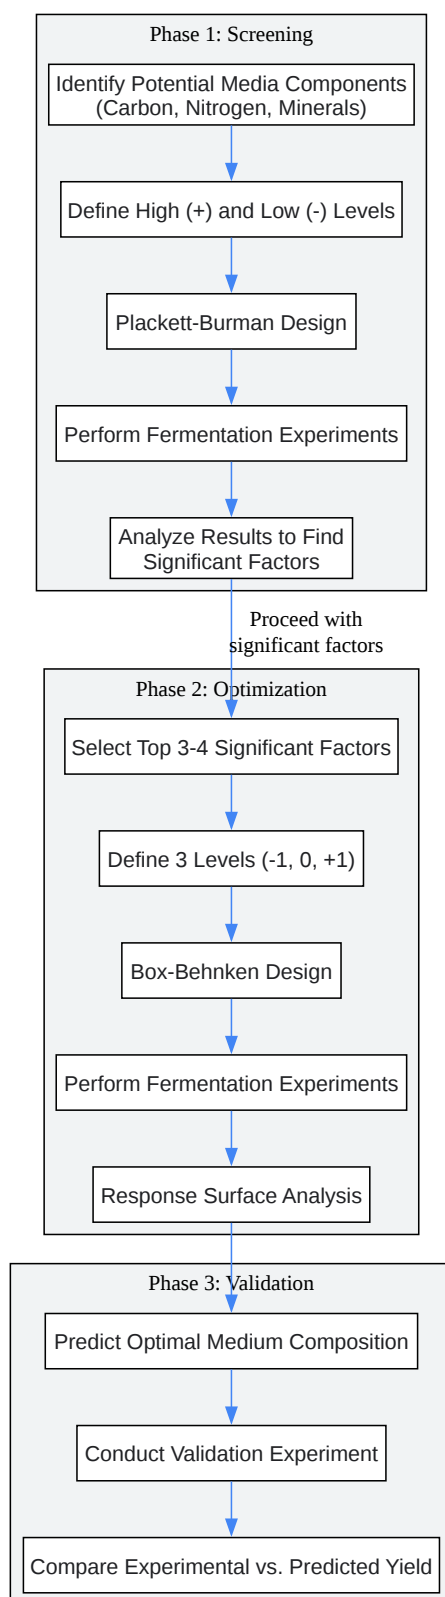 Phase 1: Screening
Identify Potential Media Components
(Carbon, Nitrogen, Minerals)
Define High (+) and Low (-) Levels
Plackett-Burman Design
Perform Fermentation Experiments
Analyze Results to Find
Significant Factors
Proceed with
significant factors
Phase 2: Optimization
Select Top 3-4 Significant Factors
Define 3 Levels (-1, 0, +1)
Box-Behnken Design
Perform Fermentation Experiments
Response Surface Analysis
Phase 3: Validation
Predict Optimal Medium Composition
Conduct Validation Experiment
Compare Experimental vs. Predicted Yield